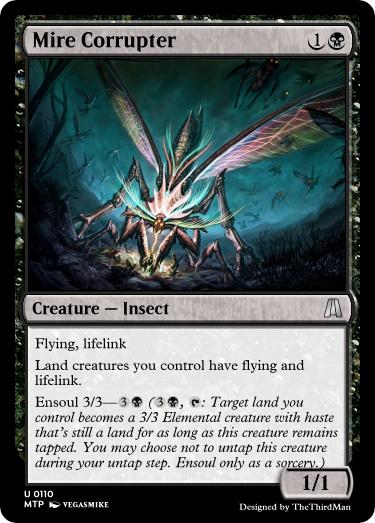 Mire Corrupter 1
Creature — Insect
Flying, lifelink
Land creatures you control have flying and
lifelink.
Ensoul 3/3—3 (3, : Target land you
control becomes a 3/3 Elemental creature with haste
that's still a land for as long as this creature remains
tapped. You may choose not to untap this creature
during your untap step. Ensoul only as a sorcery.)
1/1
U 0110
MTP VEGASMIKE
Designed by TheThirdMan